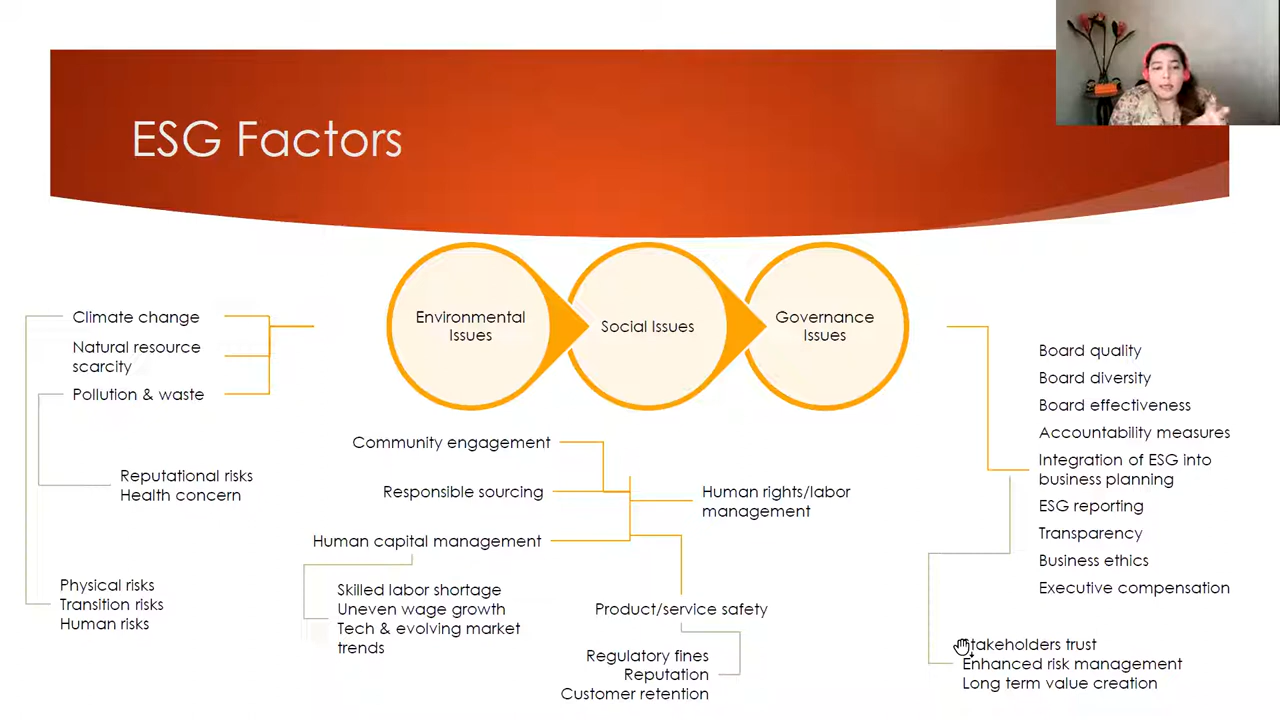 ESG Factors
Environmental
Issues
Social Issues
Governance
Issues
Climate change
Natural resource
scarcity
Pollution & waste
Reputational risks
Health concern
Physical risks
Transition risks
Human risks
Community engagement
Responsible sourcing
Human capital management
Skilled labor shortage
Uneven wage growth
Tech & evolving market
trends
Human rights/labor
management
Product/service safety
Regulatory fines
Reputation
Customer retention
Board quality
Board diversity
Board effectiveness
Accountability measures
Integration of ESG into
business planning
ESG reporting
Transparency
Business ethics
Executive compensation
Stakeholders trust
Enhanced risk management
Long term value creation